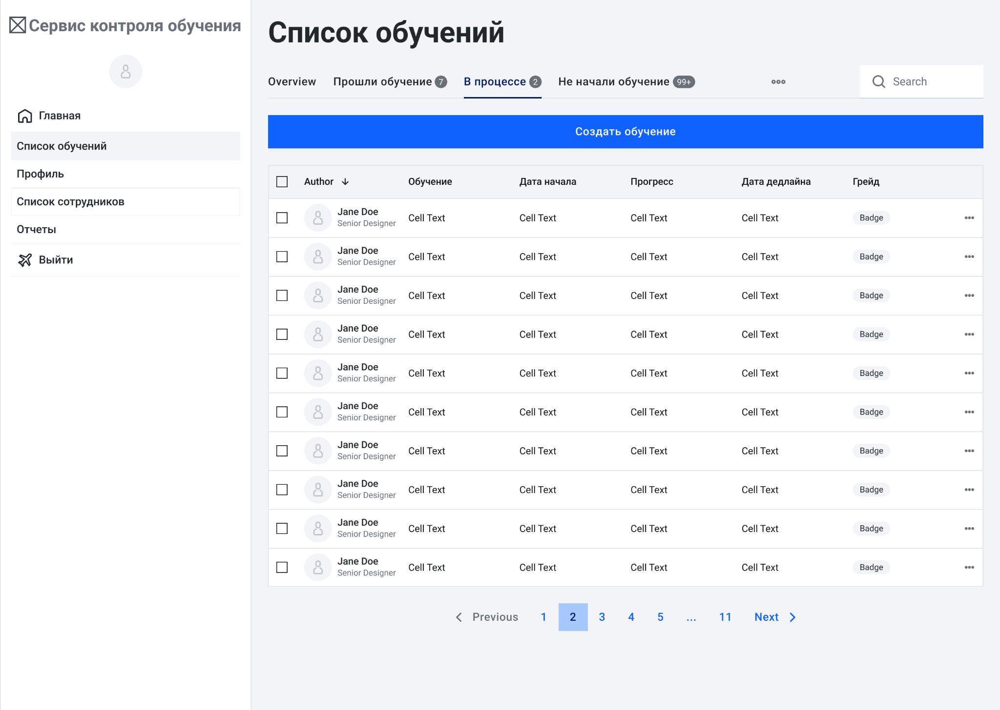 Сервис контроля обучения
Главная
Список обучений
Профиль
Список сотрудников
Отчеты
Выйти
Список обучений
Overview Прошли обучение 7 В процессе 2 Не начали обучение 99+ Search
Создать обучение
Author Обучение Дата начала Прогресс Дата дедлайна Грейд
Jane Doe
Senior Designer Cell Text Cell Text Cell Text Cell Text Badge
Jane Doe
Senior Designer Cell Text Cell Text Cell Text Cell Text Badge
Jane Doe
Senior Designer Cell Text Cell Text Cell Text Cell Text Badge
Jane Doe
Senior Designer Cell Text Cell Text Cell Text Cell Text Badge
Jane Doe
Senior Designer Cell Text Cell Text Cell Text Cell Text Badge
Jane Doe
Senior Designer Cell Text Cell Text Cell Text Cell Text Badge
Jane Doe
Senior Designer Cell Text Cell Text Cell Text Cell Text Badge
Jane Doe
Senior Designer Cell Text Cell Text Cell Text Cell Text Badge
Jane Doe
Senior Designer Cell Text Cell Text Cell Text Cell Text Badge
Jane Doe
Senior Designer Cell Text Cell Text Cell Text Cell Text Badge
Previous 1 2 3 4 5 ... 11 Next